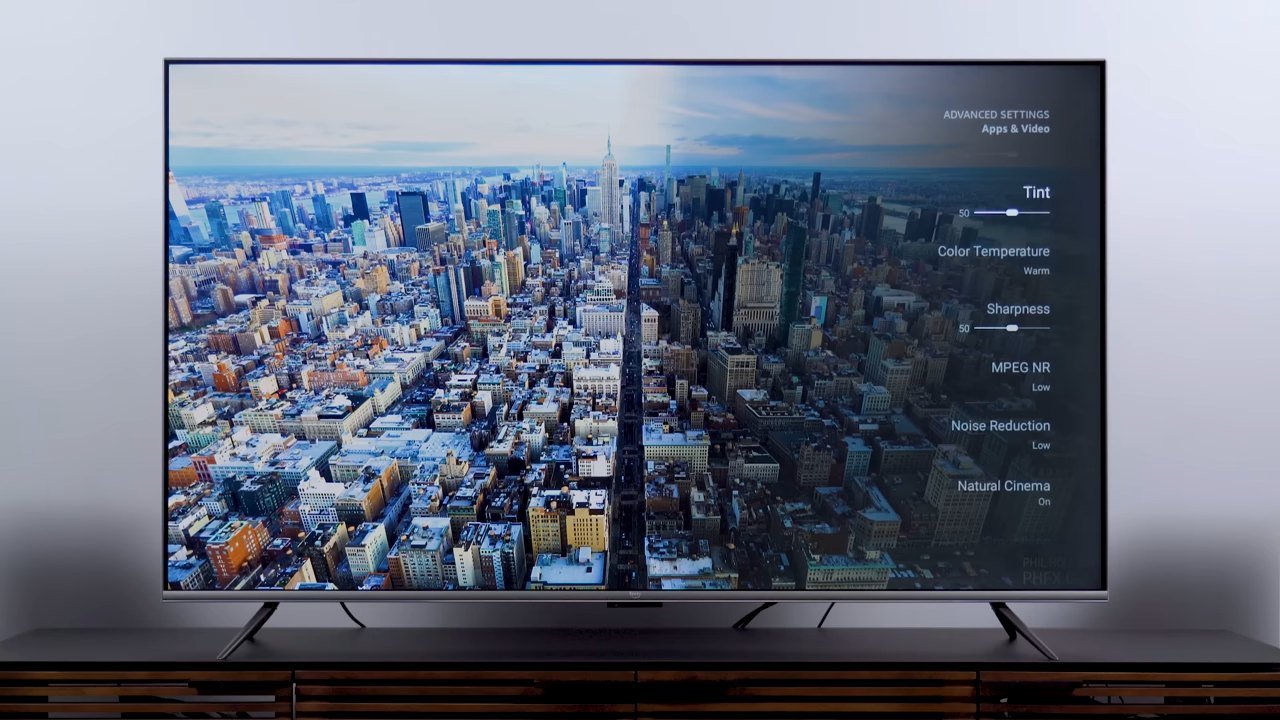 ADVANCED SETTINGS
Apps & Video
Tint
50
Color Temperature
Warm
Sharpness
50
MPEG NR
Low
Noise Reduction
Low
Natural Cinema
On